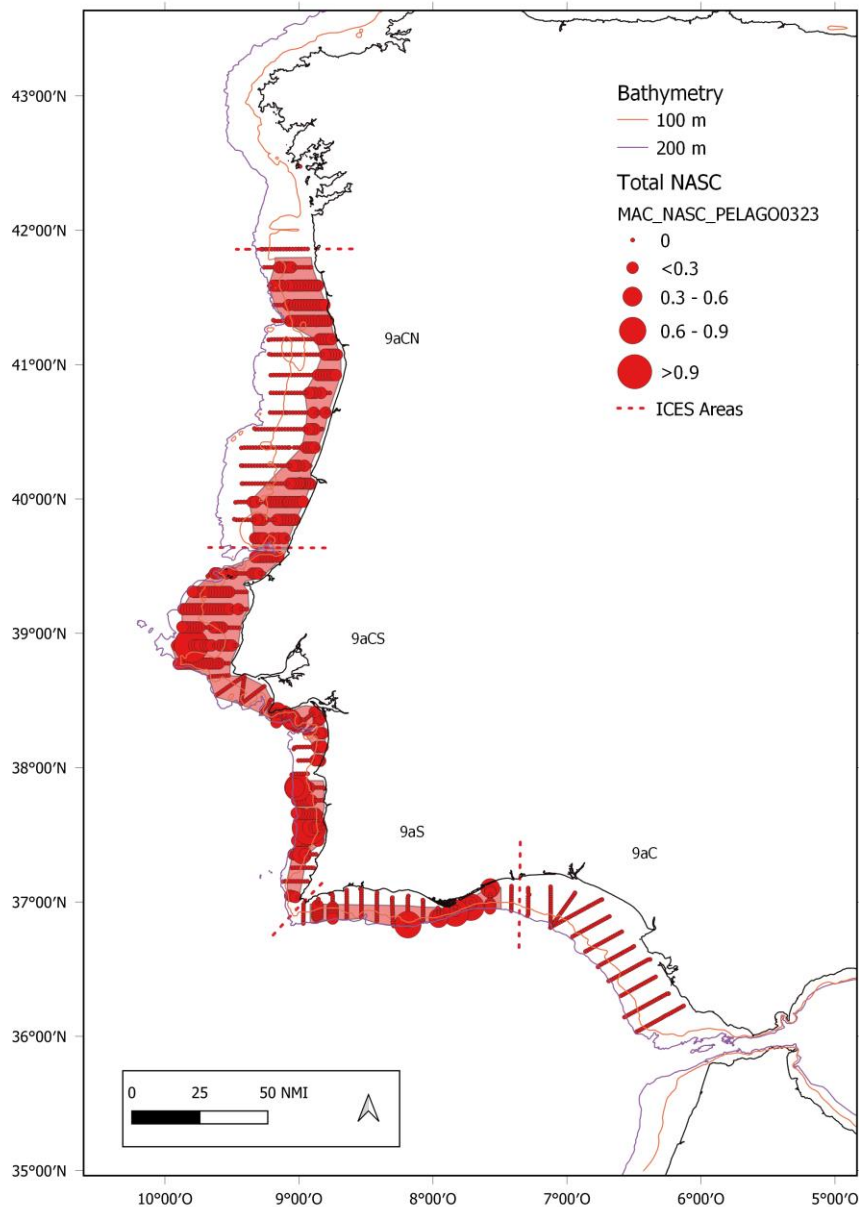 43°00'N
42°00'N
41°00'N
40°00'N
39°00'N
38°00'N
37°00'N
36°00'N
35°00'N
Bathymetry
100 m
200 m
Total NASC
MAC_NASC_PELAGO0323
0
<0.3
0.3 - 0.6
0.6 - 0.9
>0.9
ICES Areas
9aCN
9aCS
9aS
9aC
0 25 50 NMI
10°00'O 9°00'O 8°00'O 7°00'O 6°00'O 5°00'O